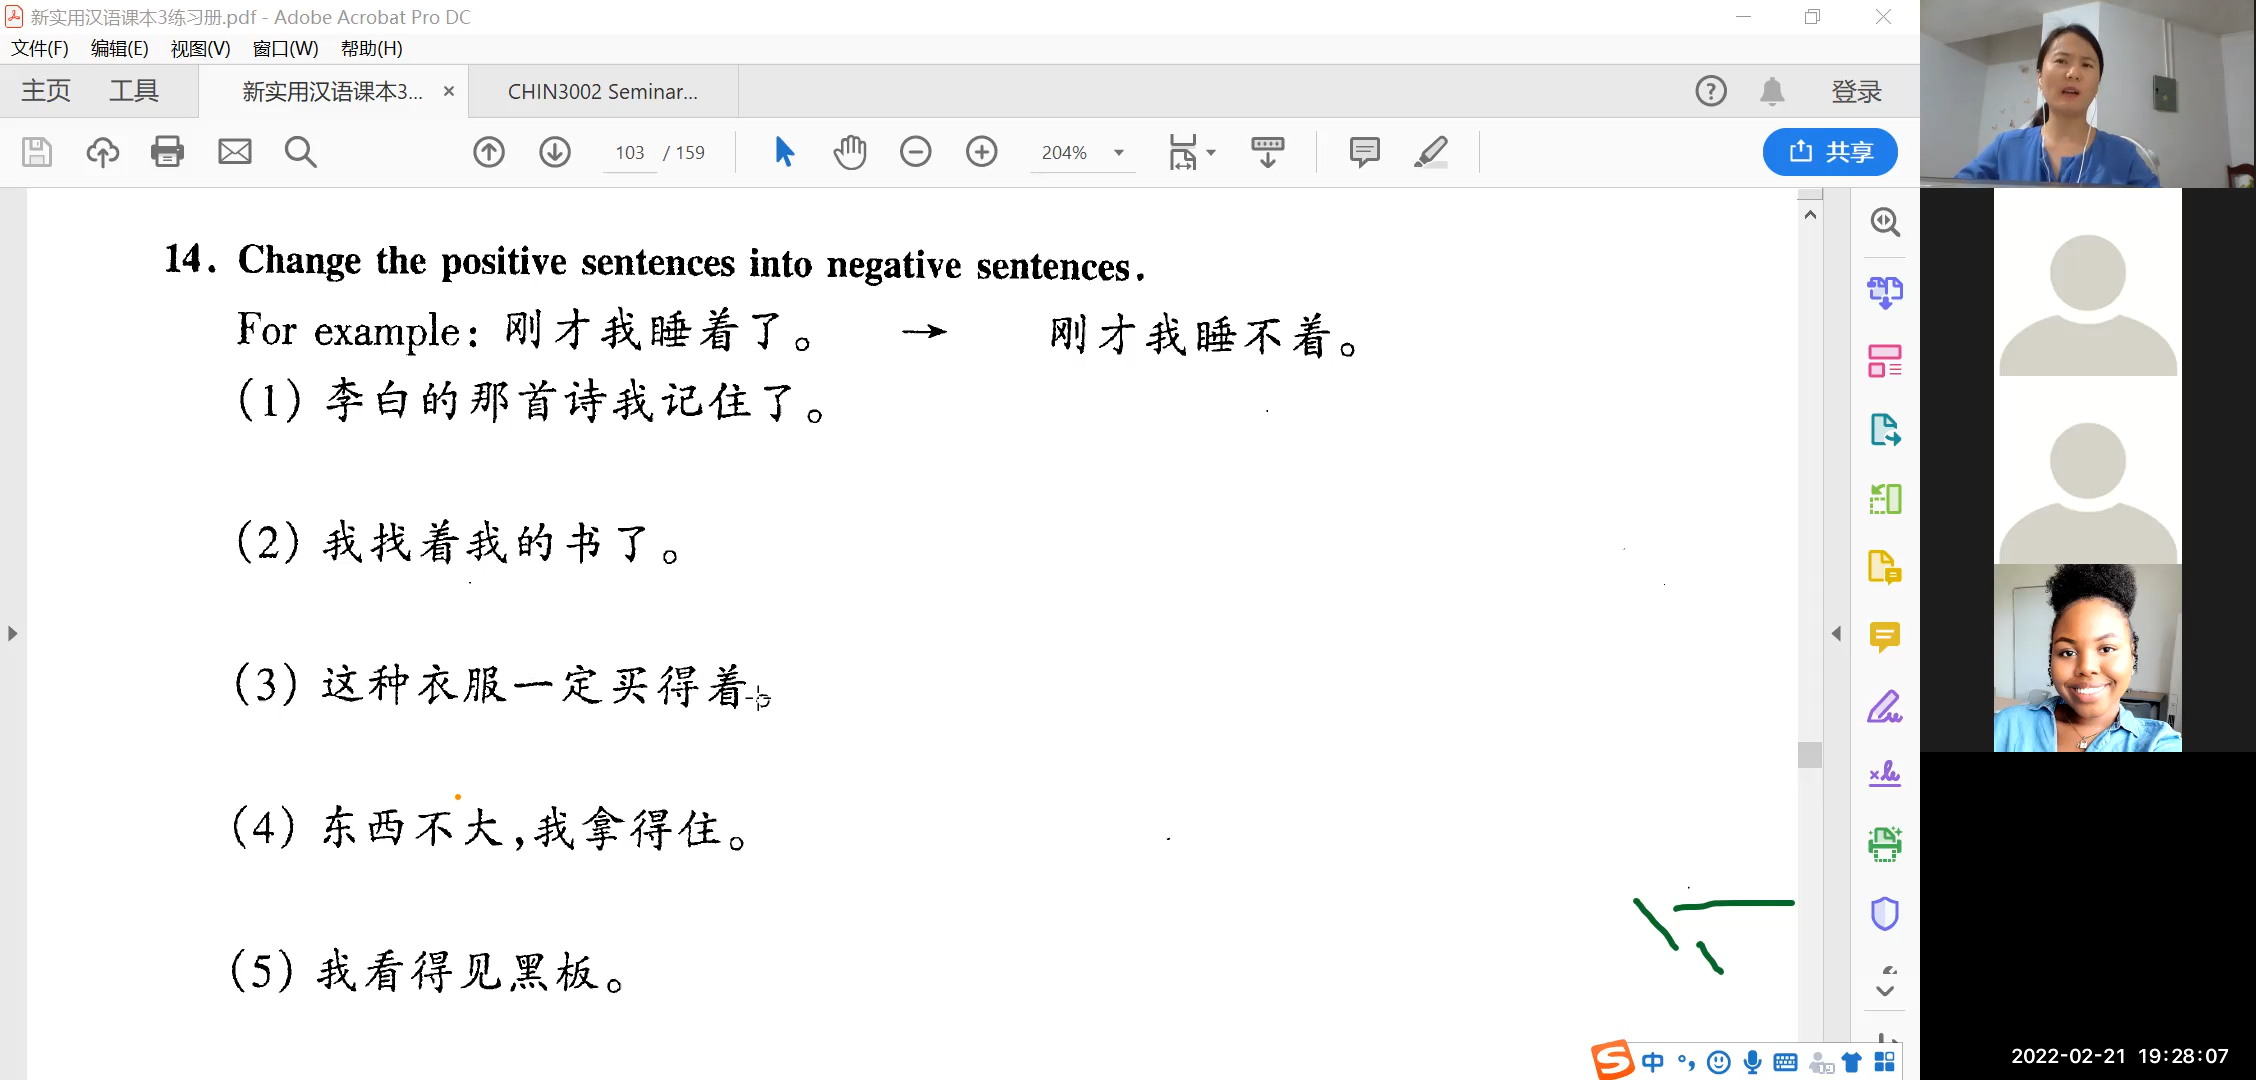 新实用汉语课本3练习册.pdf - Adobe Acrobat Pro DC
文件(F) 编辑(E) 视图(V) 窗口(W) 帮助(H)
主页 工具 新实用汉语课本3... × CHIN3002 Seminar... 登录
103 / 159 204% 共享
14. Change the positive sentences into negative sentences.
For example: 刚才我睡着了。 → 刚才我睡不着。
(1) 李白的那首诗我记住了。
(2) 我找着我的书了。
(3) 这种衣服一定买得着
(4) 东西不大,我拿得住。
(5) 我看得见黑板。
中
2022-02-21 19:28:07